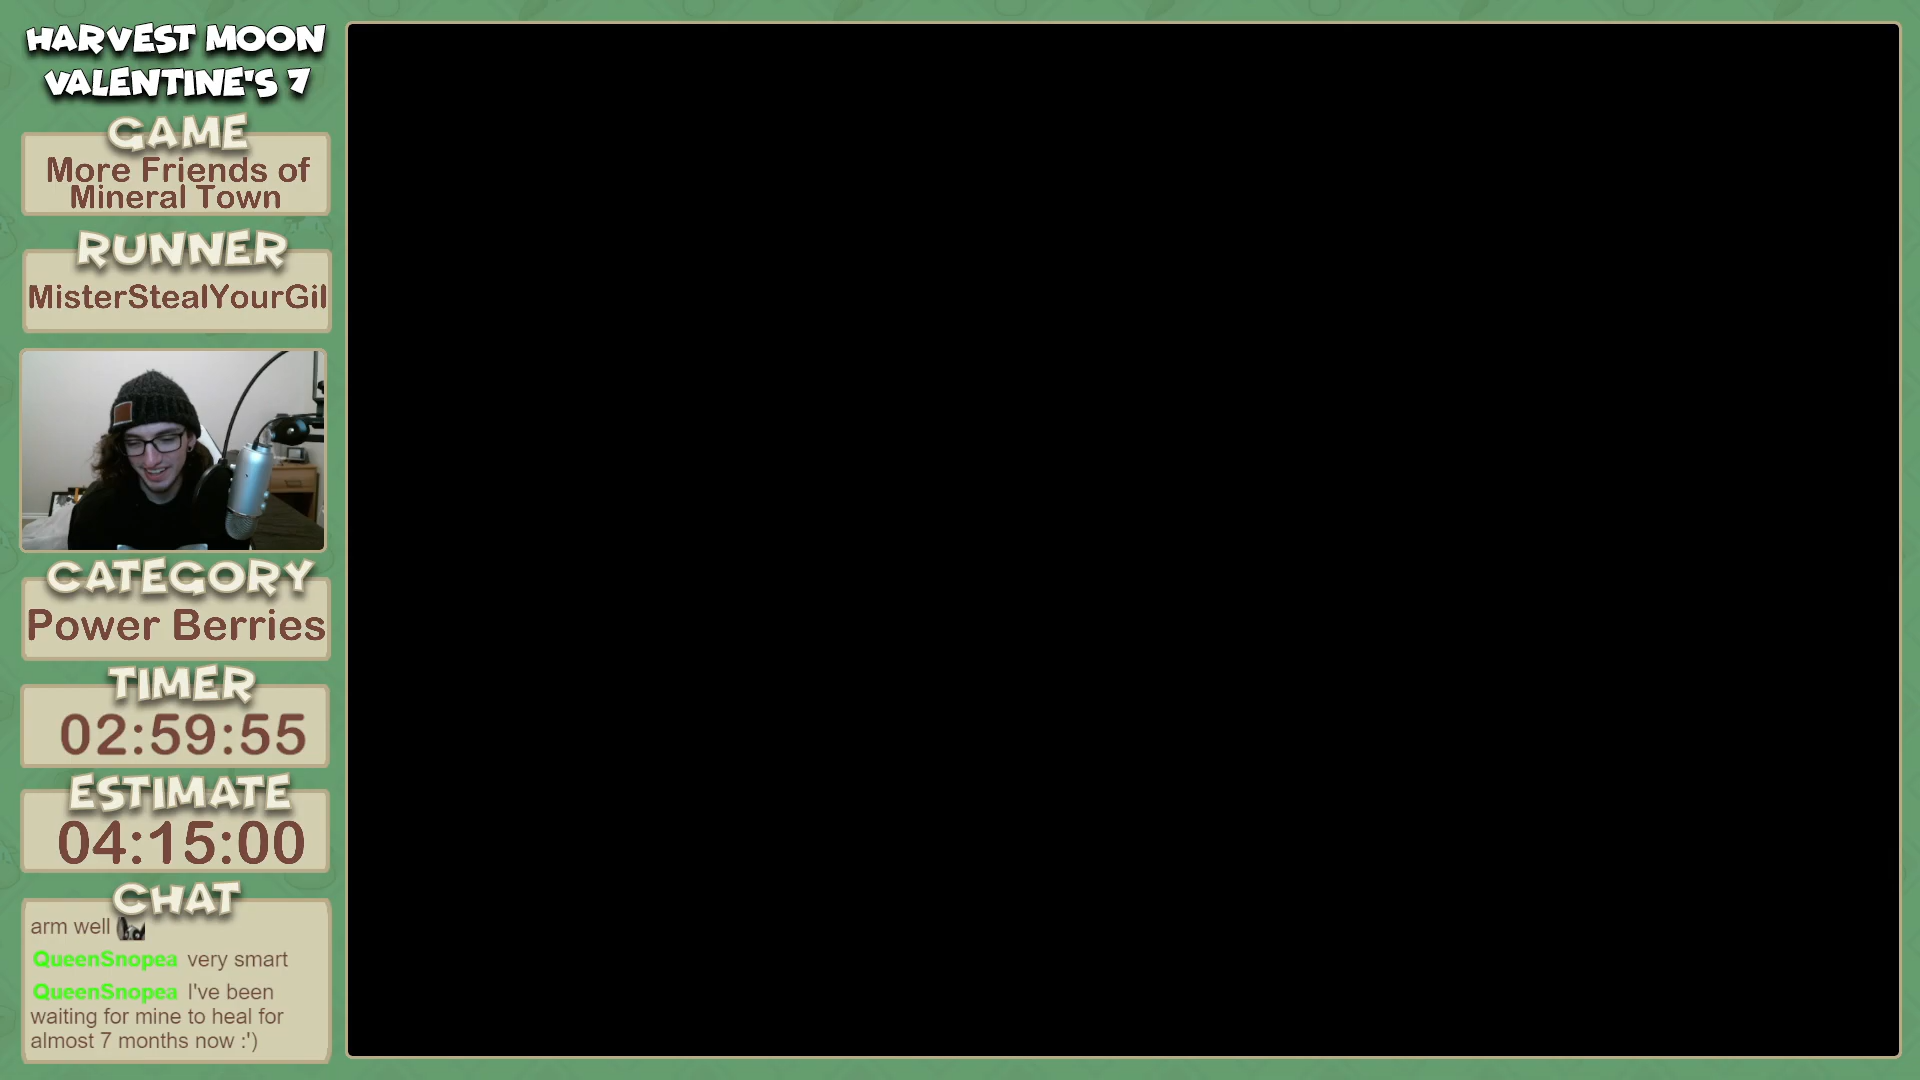 HARVEST MOON
VALENTINE'S 7
GAME
More Friends of
Mineral Town
RUNNER
MisterStealYourGil
CATEGORY
Power Berries
TIMER
02:59:55
ESTIMATE
04:15:00
CHAT
arm well
QueenSnopea very smart
QueenSnopea I've been
waiting for mine to heal for
almost 7 months now :')